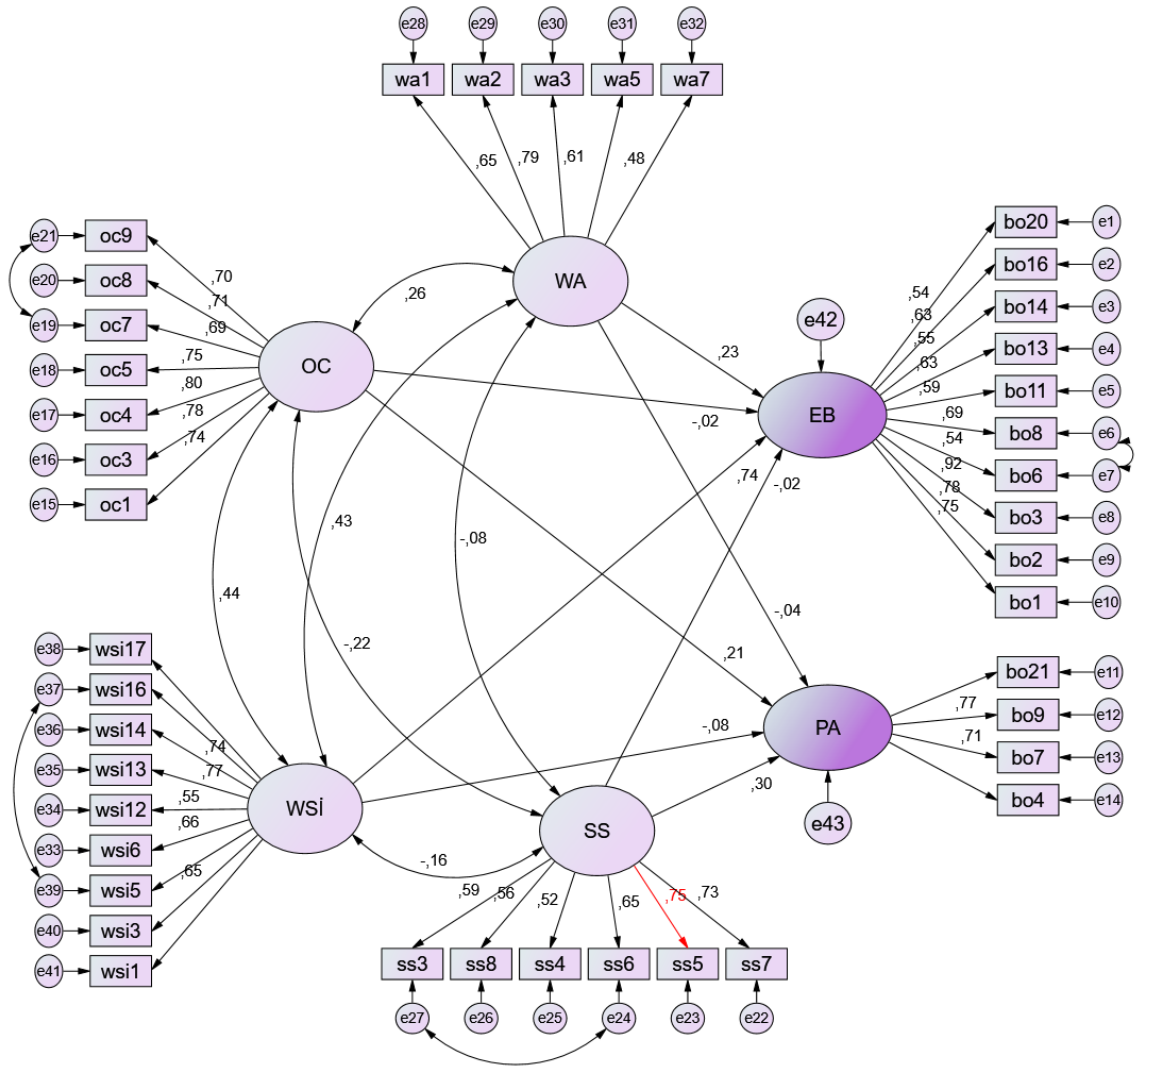 e28 e29 e30 e31 e32
wa1 wa2 wa3 wa5 wa7
,65 ,79 ,61 ,48
WA
e21 oc9
e20 oc8
e19 oc7
e18 oc5
e17 oc4
e16 oc3
e15 oc1
,70
,71
,69
,75
,80
,78
,74
OC
,26
,23
-,02
e42
EB
,54
,63
,55
,63
,59
,69
,54
,92
,78
,75
bo20 e1
bo16 e2
bo14 e3
bo13 e4
bo11 e5
bo8 e6
bo6 e7
bo3 e8
bo2 e9
bo1 e10
,74 -,02
,43
-,08
,44
-,22
-,04
,21
-,08
,30
-,16
e38 wsi17
e37 wsi16
e36 wsi14
e35 wsi13
e34 wsi12
e33 wsi6
e39 wsi5
e40 wsi3
e41 wsi1
,74
,77
,55
,66
,65
WSİ
PA
e43
,77
,71
bo21 e11
bo9 e12
bo7 e13
bo4 e14
SS
,59 ,56 ,52 ,65 ,75 ,73
ss3 ss8 ss4 ss6 ss5 ss7
e27 e26 e25 e24 e23 e22